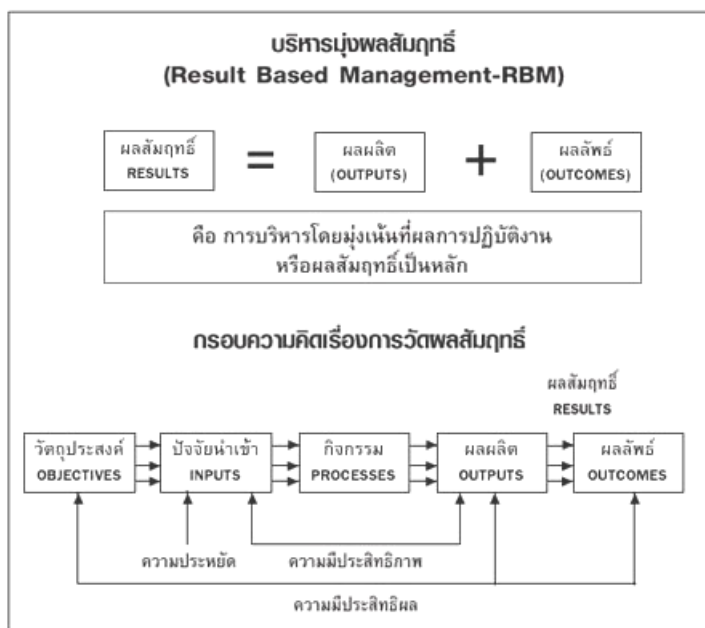 บริหารมุ่งผลสัมฤทธิ์
(Result Based Management-RBM)
ผลสัมฤทธิ์
RESULTS
=
ผลผลิต
(OUTPUTS)
+
ผลลัพธ์
(OUTCOMES)
คือ การบริหารโดยมุ่งเน้นที่ผลการปฏิบัติงาน
หรือผลสัมฤทธิ์เป็นหลัก
กรอบความคิดเรื่องการวัดผลสัมฤทธิ์
ผลสัมฤทธิ์
RESULTS
วัตถุประสงค์
OBJECTIVES
ปัจจัยนำเข้า
INPUTS
กิจกรรม
PROCESSES
ผลผลิต
OUTPUTS
ผลลัพธ์
OUTCOMES
ความประหยัด
ความมีประสิทธิภาพ
ความมีประสิทธิผล